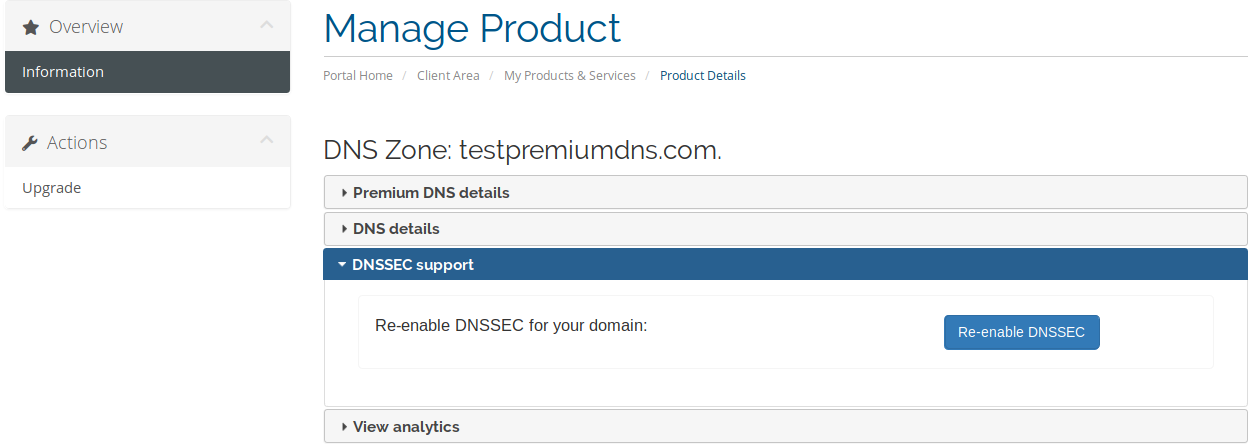 Overview
Information
Actions
Upgrade
Manage Product
Portal Home / Client Area / My Products & Services / Product Details
DNS Zone: testpremiumdns.com.
Premium DNS details
DNS details
DNSSEC support
Re-enable DNSSEC for your domain: Re-enable DNSSEC
View analytics